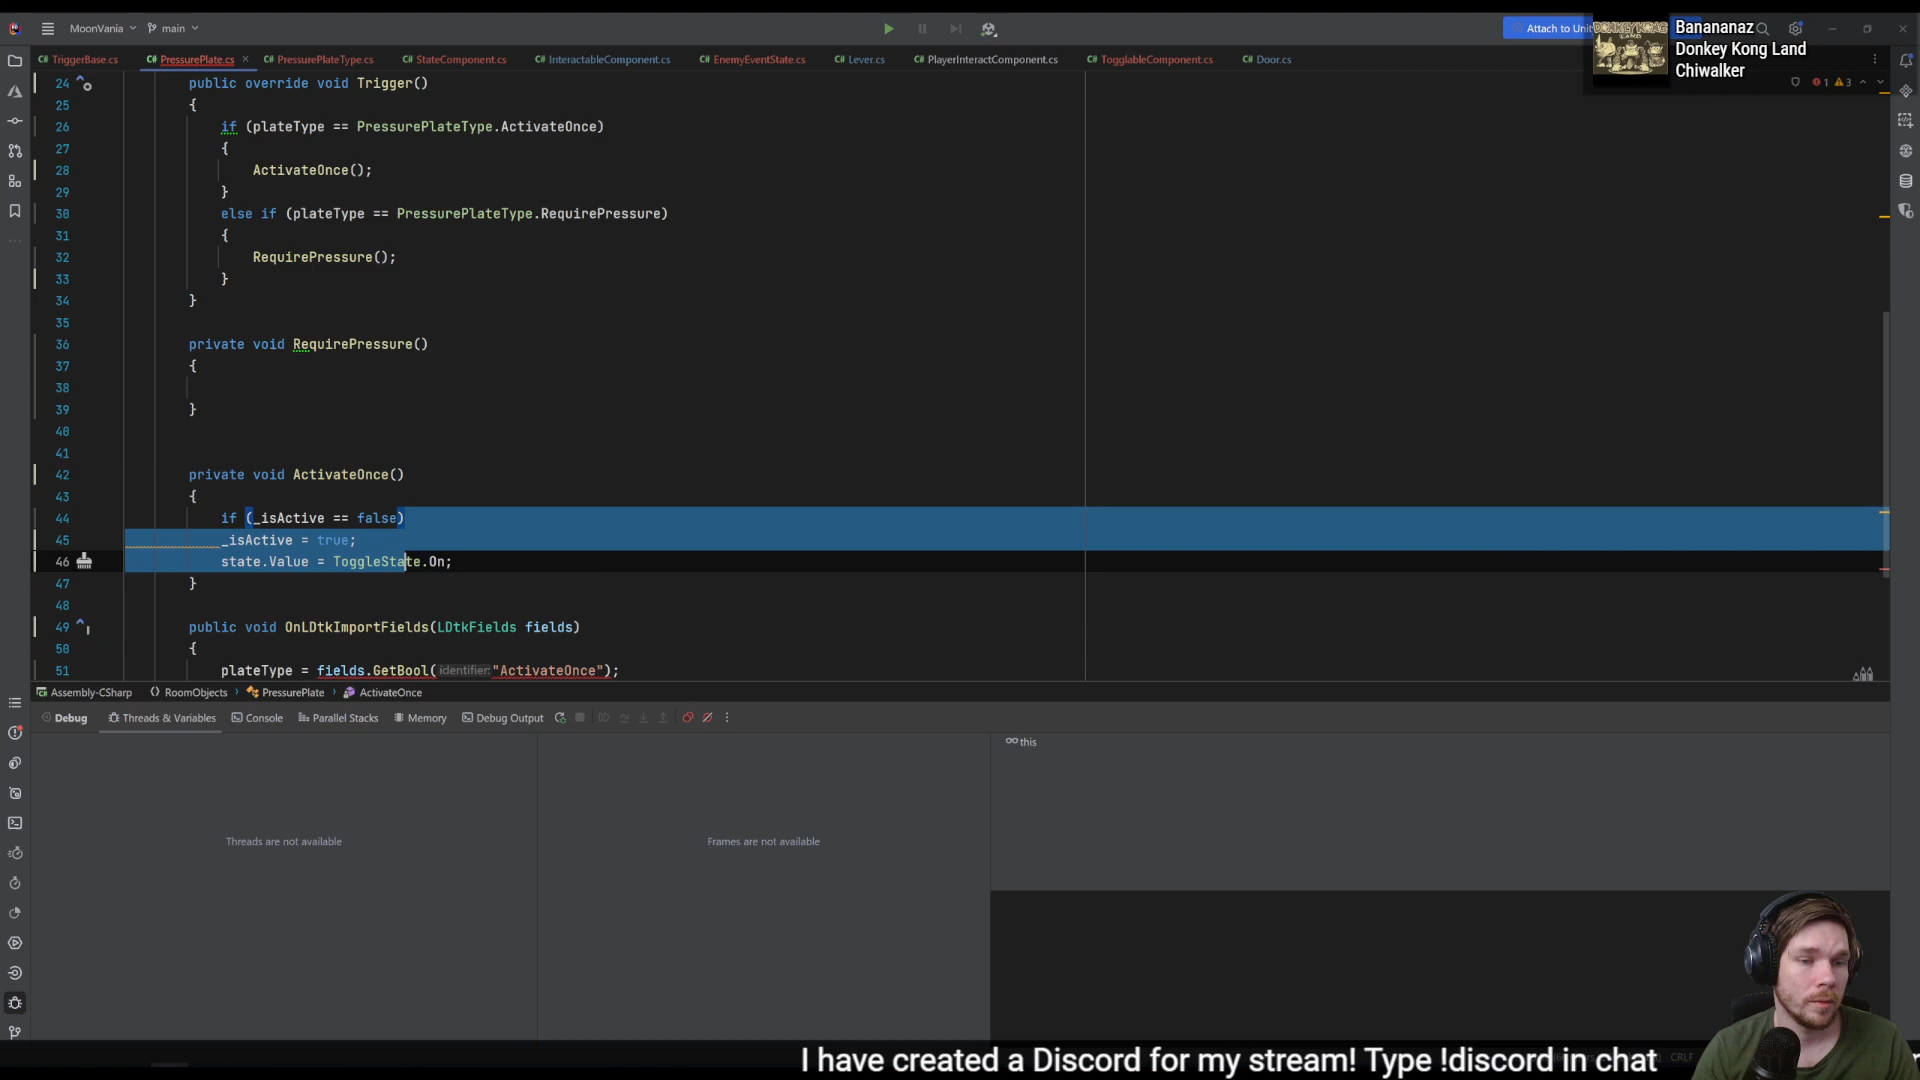 MoonVania
main
Attach to Unit
Banananaz
Donkey Kong Land
Chiwalker
TriggerBase.cs
PressurePlate.cs
PressurePlateType.cs
StateComponent.cs
InteractableComponent.cs
EnemyEventState.cs
Lever.cs
PlayerInteractComponent.cs
TogglableComponent.cs
Door.cs
1 3
24 public override void Trigger()
25 {
26 if (plateType == PressurePlateType.ActivateOnce)
27 {
28 ActivateOnce();
29 }
30 else if (plateType == PressurePlateType.RequirePressure)
31 {
32 RequirePressure();
33 }
34 }
35
36 private void RequirePressure()
37 {
38
39 }
40
41
42 private void ActivateOnce()
43 {
44 if (_isActive == false)
45 _isActive = true;
46 state.Value = ToggleState.On;
47 }
48
49 public void OnLDtkImportFields(LDtkFields fields)
50 {
51 plateType = fields.GetBool(identifier:"ActivateOnce");
Assembly-CSharp RoomObjects PressurePlate ActivateOnce
Debug Threads & Variables Console Parallel Stacks Memory Debug Output
this
Threads are not available
Frames are not available
I have created a Discord for my stream! Type !discord in chat
CRLF